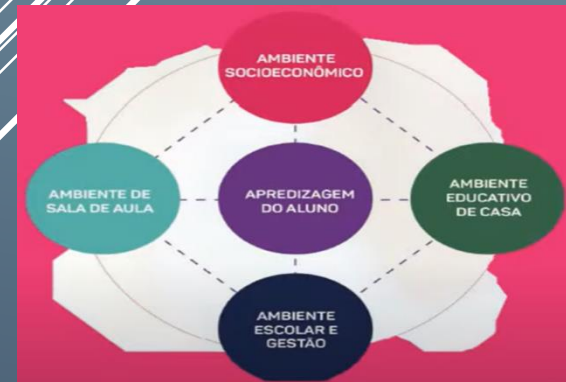 AMBIENTE
SOCIOECONÔMICO
AMBIENTE DE
SALA DE AULA
APREDIZAGEM
DO ALUNO
AMBIENTE
EDUCATIVO
DE CASA
AMBIENTE
ESCOLAR E
GESTÃO